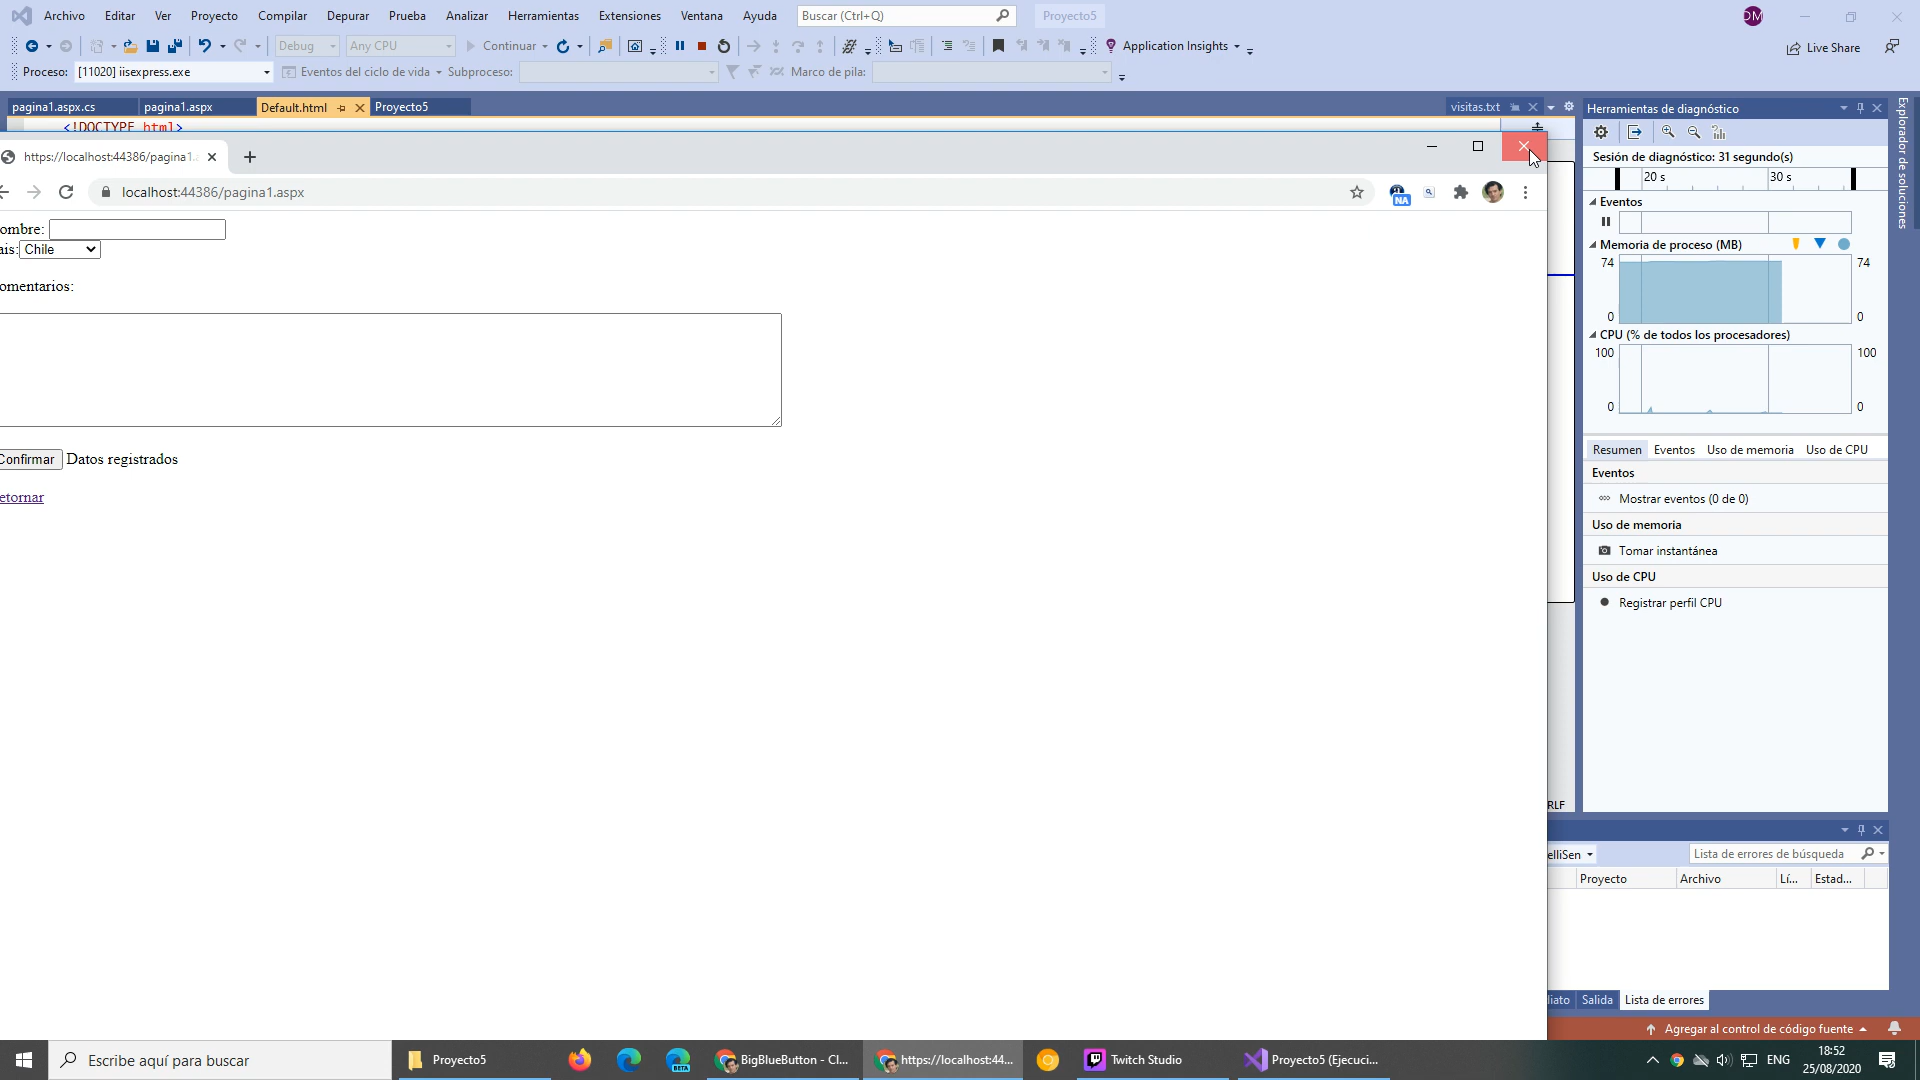 Archivo Editar Ver Proyecto Compilar Depurar Prueba Analizar Herramientas Extensiones Ventana Ayuda Buscar (Ctrl+Q) Proyecto5 DM
Debug Any CPU Continuar Application Insights Live Share
Proceso: [11020] iisexpress.exe Eventos del ciclo de vida Subproceso: Marco de pila:
pagina1.aspx.cs pagina1.aspx Default.html Proyecto5 visitas.txt
<!DOCTYPE html>
https://localhost:44386/pagina1.
localhost:44386/pagina1.aspx
NA
ombre:
ais: Chile
omentarios:
Confirmar Datos registrados
etornar
Herramientas de diagnóstico
Sesión de diagnóstico: 31 segundo(s)
20 s 30 s
Eventos
Memoria de proceso (MB)
74 74
0 0
CPU (% de todos los procesadores)
100 100
0 0
Resumen Eventos Uso de memoria Uso de CPU
Eventos
Mostrar eventos (0 de 0)
Uso de memoria
Tomar instantánea
Uso de CPU
Registrar perfil CPU
Explorador de soluciones
RLF
elliSen Lista de errores de búsqueda
Proyecto Archivo Lí... Estad...
iato Salida Lista de errores
Agregar al control de código fuente
Escribe aquí para buscar Proyecto5 BETA BigBlueButton - Cl... https://localhost:44... Twitch Studio Proyecto5 (Ejecuci... ENG
18:52
25/08/2020